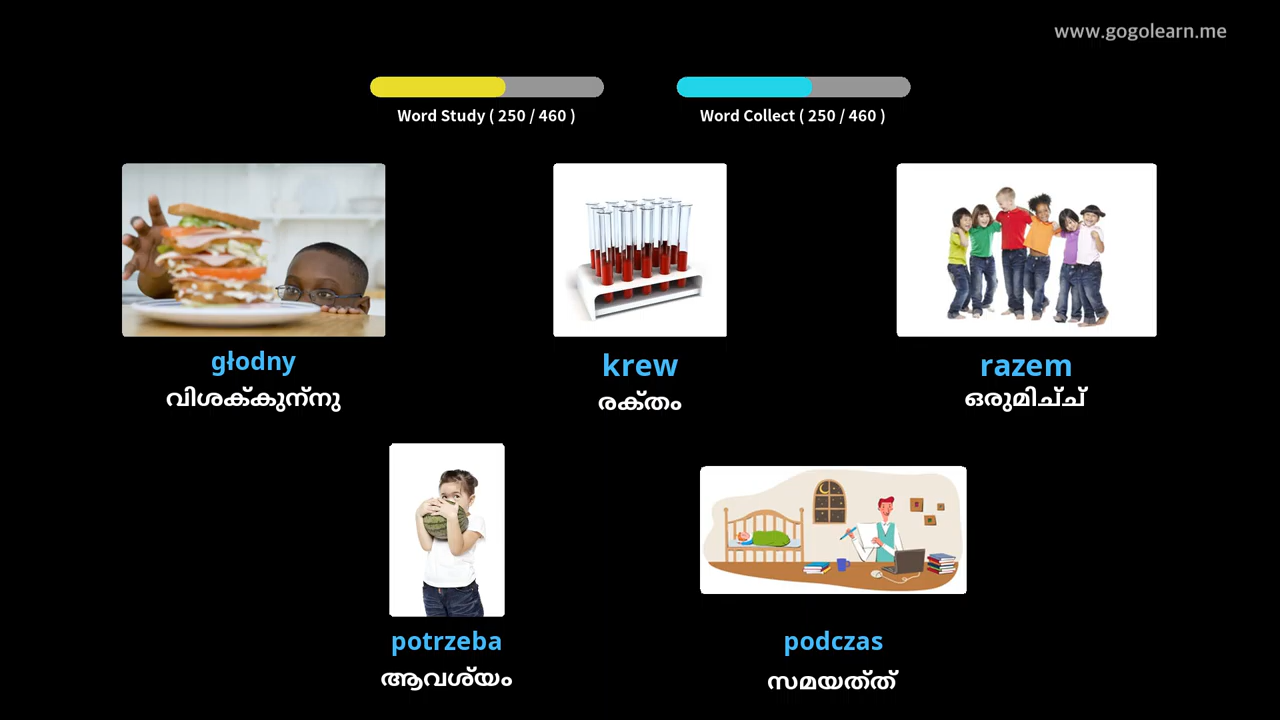 www.gogolearn.me
Word Study ( 250 / 460 )
Word Collect ( 250 / 460 )
głodny
വിശക്കുന്നു
krew
രക്തം
razem
ഒരുമിച്ച്
potrzeba
ആവശ്യം
podczas
സമയത്ത്